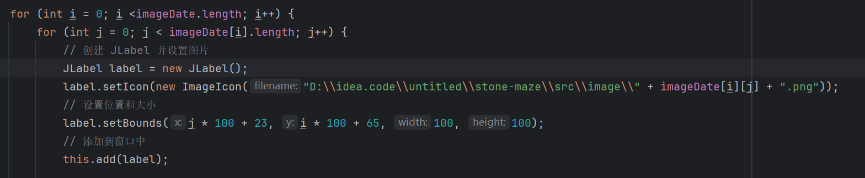 for (int i = 0; i <imageDate.length; i++) {
for (int j = 0; j < imageDate[i].length; j++) {
// 创建 JLabel 并设置图片
JLabel label = new JLabel();
label.setIcon(new ImageIcon( filename: "D:\\idea.code\\untitled\\stone-maze\\src\\image\\" + imageDate[i][j] + ".png"));
// 设置位置和大小
label.setBounds( x: j * 100 + 23, y: i * 100 + 65, width: 100, height: 100);
// 添加到窗口中
this.add(label);